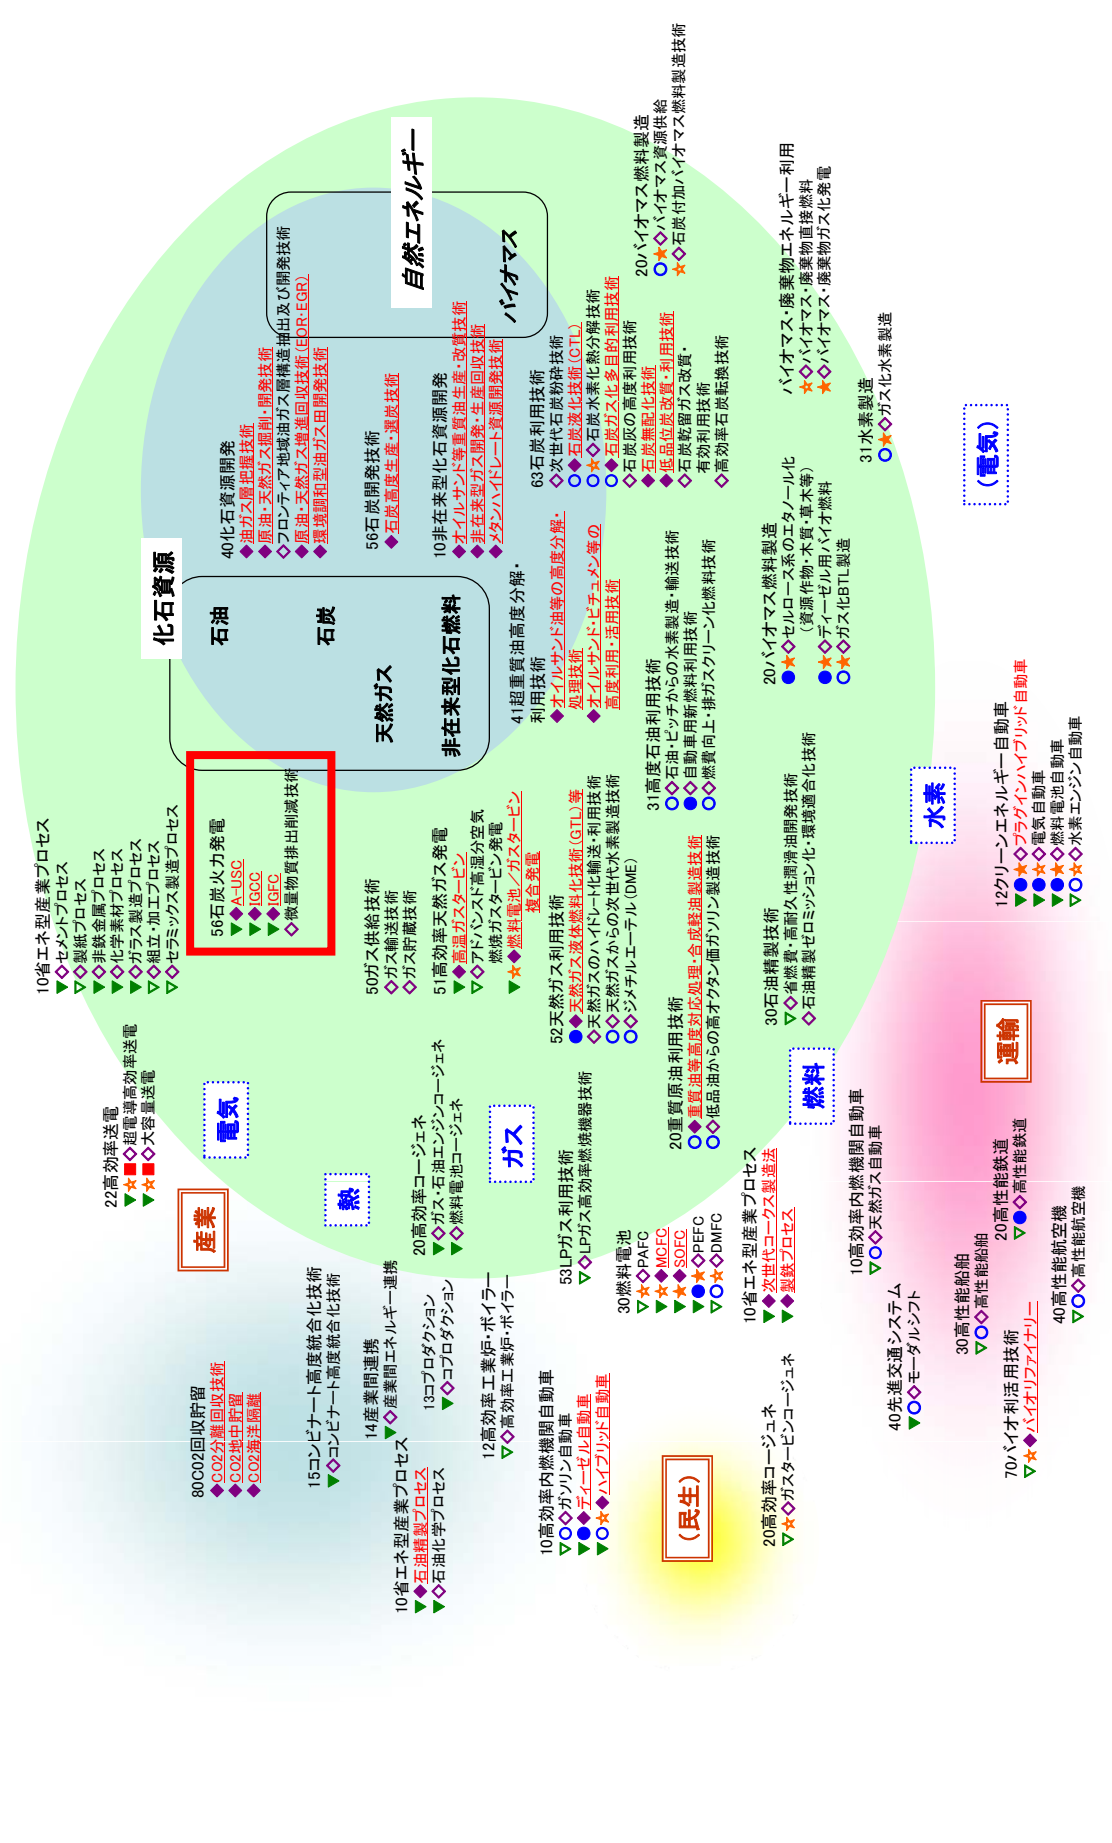 22高効率送電
▼☆■◇超電導高効率送電
▼☆■◇大容量送電
産業
80CO2回収貯留
◆CO2分離回収技術
◆CO2地中貯留
◆CO2海洋隔離
15コンビナート高度統合化技術
▼◇コンビナート高度統合化技術
14産業間連携
▼◇産業間エネルギー連携
13コプロダクション
▼◇コプロダクション
10省エネ型産業プロセス
▼◆石油精製プロセス
▼◇石油化学プロセス
12高効率工業炉・ボイラー
▽◇高効率工業炉・ボイラー
10高効率内燃機関自動車
▽○◇ガソリン自動車
▼●◆ディーゼル自動車
▼○☆◆ハイブリッド自動車
(民生)
20高効率コージェネ
▽☆◇ガスタービンコージェネ
10省エネ型産業プロセス
▼◇セメントプロセス
▽◇製紙プロセス
▼◇非鉄金属プロセス
▼◇化学素材プロセス
▼◇ガラス製造プロセス
▽◇組立・加工プロセス
▽◇セラミックス製造プロセス
電気
熱
ガス
20高効率コージェネ
▼◇ガス・石油エンジンコージェネ
▼◇燃料電池コージェネ
53LPガス利用技術
▽◇LPガス高効率燃焼機器技術
30燃料電池
▽☆◇PAFC
▼☆◆MCFC
▼☆◆SOFC
▼●☆◇PEFC
▽○☆◇DMFC
10省エネ型産業プロセス
▼◆次世代コークス製造法
▼◆製鉄プロセス
56石炭火力発電
▼◆A-USC
▼◆IGCC
▼◆IGFC
◇微量物質排出削減技術
50ガス供給技術
◇ガス輸送技術
◇ガス貯蔵技術
51高効率天然ガス発電
▼◆高温ガスタービン
▽◇アドバンスド高湿分空気
燃焼ガスタービン発電
▼☆◆燃料電池/ガスタービン
複合発電
52天然ガス利用技術
●◆天然ガス液体燃料化技術(GTL)等
◇天然ガスのハイドレート化輸送・利用技術
○◇天然ガスからの次世代水素製造技術
○◇ジメチルエーテル(DME)
20重質原油利用技術
○◆重質油等高度対応処理・合成軽油製造技術
○◇低品油からの高オクタン価ガソリン製造技術
30石油精製技術
▽◇省燃費・高耐久性潤滑油開発技術
◇石油精製ゼロミッション化・環境適合化技術
燃料
化石資源
石油
石炭
天然ガス
非在来型化石燃料
40化石資源開発
◆油ガス層把握技術
◆原油・天然ガス掘削・開発技術
◇フロンティア地域油ガス層構造抽出及び開発技術
◆原油・天然ガス増進回収技術(EOR・EGR)
◆環境調和型油ガス田開発技術
56石炭開発技術
◆石炭高度生産・選炭技術
10非在来型化石資源開発
◆オイルサンド等重質油生産・改質技術
◆非在来型ガス開発・生産回収技術
◆メタンハイドレート資源開発技術
自然エネルギー
バイオマス
41超重質油高度分解・
利用技術
◆オイルサンド油等の高度分解・
処理技術
◆オイルサンド・ビチュメン等の
高度利用・活用技術
63石炭利用技術
◇次世代石炭粉砕技術
○◆石炭液化技術(CTL)
○☆◇石炭水素化熱分解技術
○◆石炭ガス化多目的利用技術
◇石炭灰の高度利用技術
◆石炭無配化技術
◆低品位炭改質・利用技術
◇石炭乾留ガス改質・
有効利用技術
◇高効率石炭転換技術
20バイオマス燃料製造
○☆◇バイオマス資源供給
☆◇石炭付加バイオマス燃料製造技術
31高度石油利用技術
○◇石油・ピッチからの水素製造・輸送技術
●◇自動車用新燃料利用技術
○◇燃費向上・排ガスクリーン化燃料技術
20バイオマス燃料製造
●☆◇セルロース系のエタノール化
(資源作物・木質・草木等)
●☆◇ディーゼル用バイオ燃料
○☆◇ガス化BTL製造
バイオマス・廃棄物エネルギー利用
☆◇バイオマス・廃棄物直接燃料
★◇バイオマス・廃棄物ガス化発電
31水素製造
○☆◇ガス化水素製造
(電気)
水素
12クリーンエネルギー自動車
▼●◇プラグインハイブリッド自動車
▼●◇電気自動車
▼●◇燃料電池自動車
▽○☆◇水素エンジン自動車
運輸
10高効率内燃機関自動車
▽○◇天然ガス自動車
40先進交通システム
▼○◇モーダルシフト
30高性能船舶
▽○◇高性能船舶
20高性能鉄道
▽●◇高性能鉄道
40高性能航空機
▽○◇高性能航空機
70バイオ利活用技術
▽☆◆バイオリファイナリー